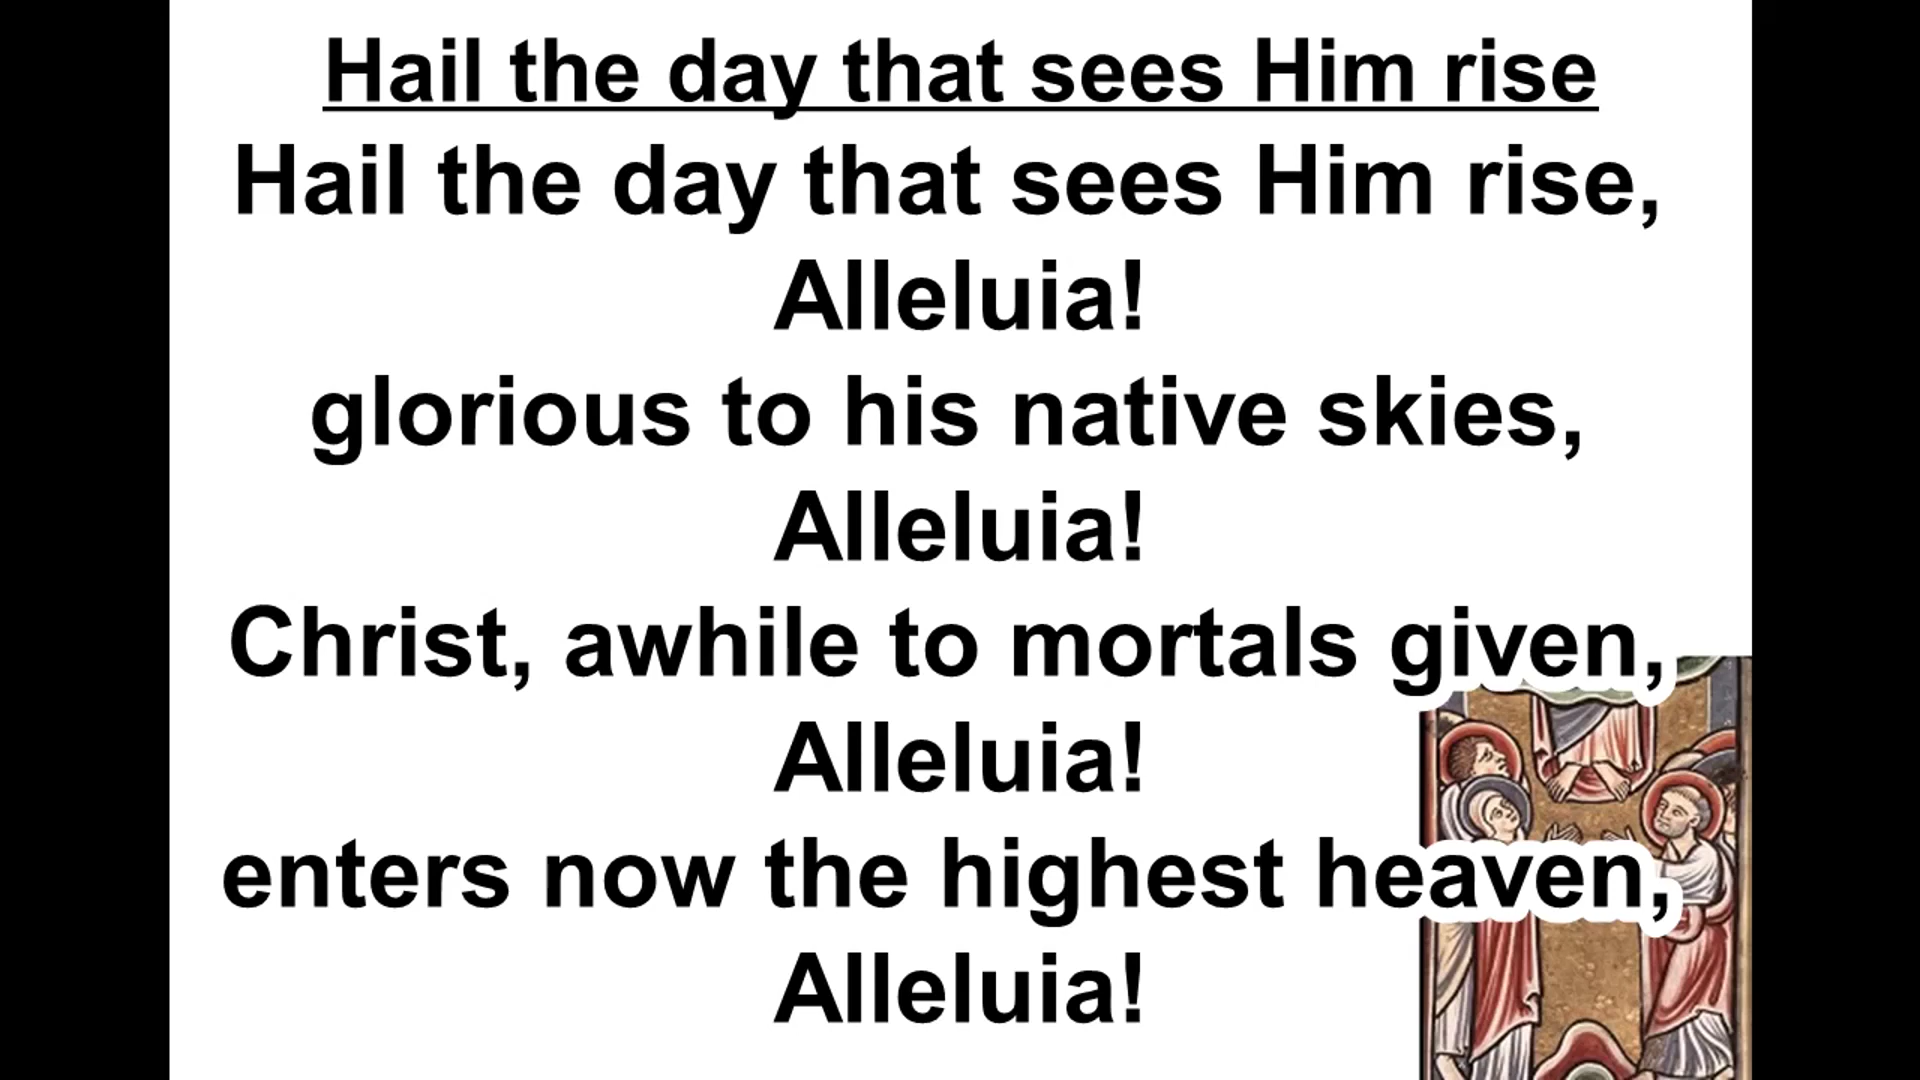 Hail the day that sees Him rise
Hail the day that sees Him rise,
Alleluia!
glorious to his native skies,
Alleluia!
Christ, awhile to mortals given,
Alleluia!
enters now the highest heaven,
Alleluia!